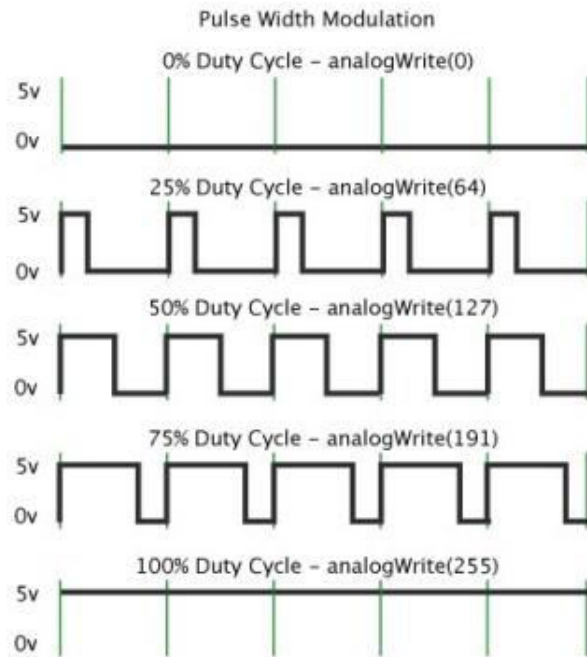 Pulse Width Modulation
0% Duty Cycle – analogWrite(0)
5v
0v
25% Duty Cycle – analogWrite(64)
5v
0v
50% Duty Cycle – analogWrite(127)
5v
0v
75% Duty Cycle – analogWrite(191)
5v
0v
100% Duty Cycle – analogWrite(255)
5v
0v